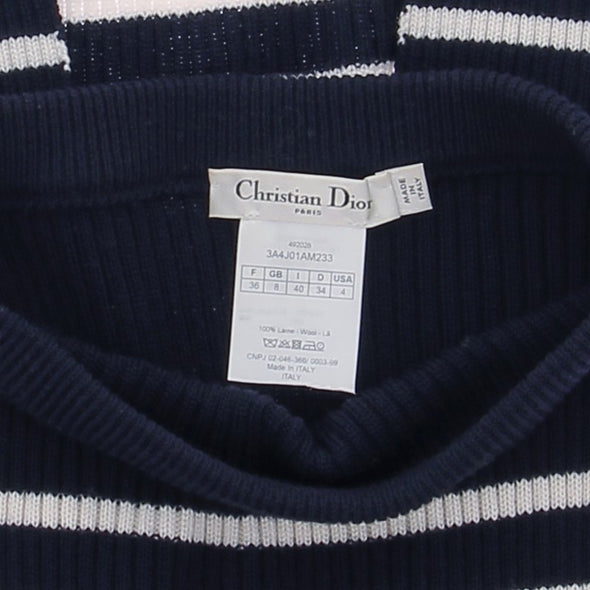 Christian Dior
PARIS
MADE
IN
ITALY
492028
3A4J01AM233
F GB I D USA
36 8 40 34 4
100% Laine - Wool - Lã
CNPJ 02-046-366/ 0003-99
Made In ITALY
ITALY